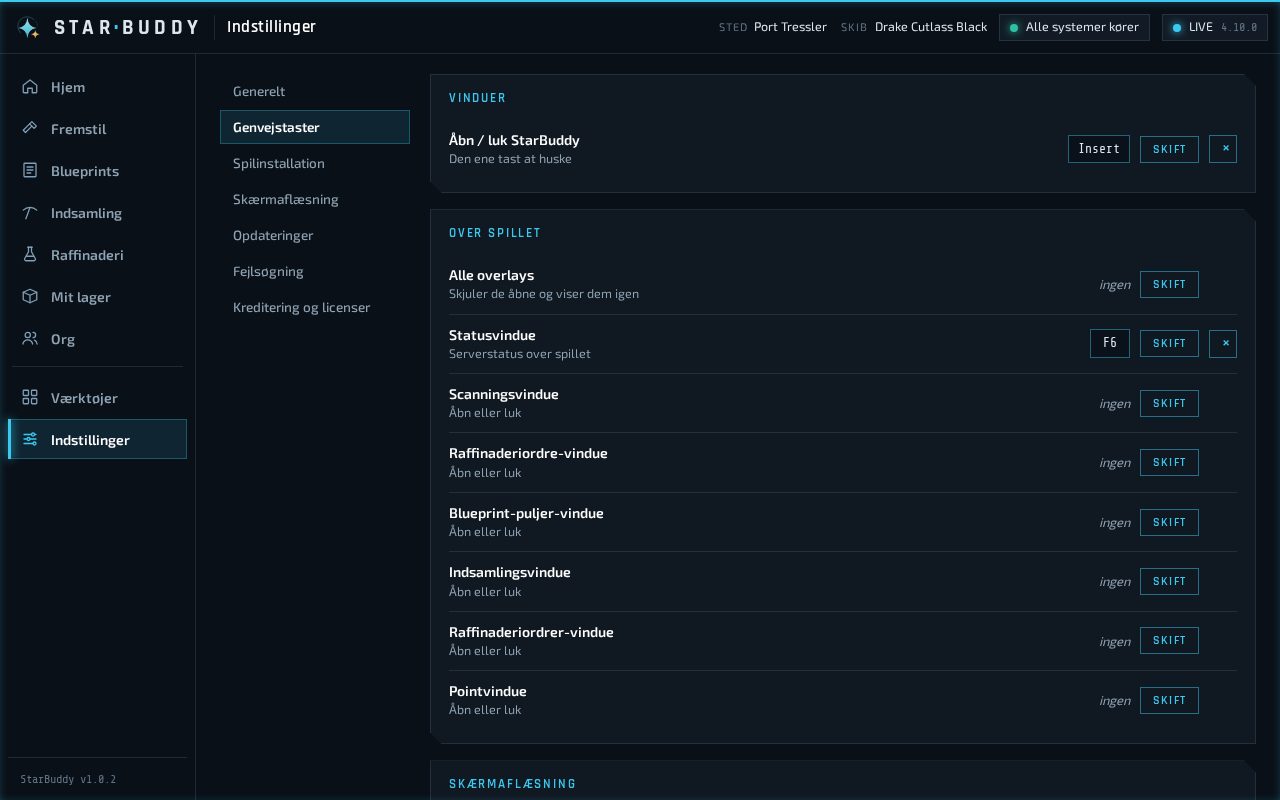 STAR·BUDDY
Indstillinger
STED Port Tressler SKIB Drake Cutlass Black
Alle systemer kører
LIVE 4.10.0
Hjem
Fremstil
Blueprints
Indsamling
Raffinaderi
Mit lager
Org
Værktøjer
Indstillinger
StarBuddy v1.0.2
Generelt
Genvejstaster
Spilinstallation
Skærmaflæsning
Opdateringer
Fejlsøgning
Kreditering og licenser
VINDUER
Åbn / luk StarBuddy
Den ene tast at huske
Insert SKIFT ×
OVER SPILLET
Alle overlays
Skjuler de åbne og viser dem igen
ingen SKIFT
Statusvindue
Serverstatus over spillet
F6 SKIFT ×
Scanningsvindue
Åbn eller luk
ingen SKIFT
Raffinaderiordre-vindue
Åbn eller luk
ingen SKIFT
Blueprint-puljer-vindue
Åbn eller luk
ingen SKIFT
Indsamlingsvindue
Åbn eller luk
ingen SKIFT
Raffinaderiordrer-vindue
Åbn eller luk
ingen SKIFT
Pointvindue
Åbn eller luk
ingen SKIFT
SKÆRMAFLÆSNING